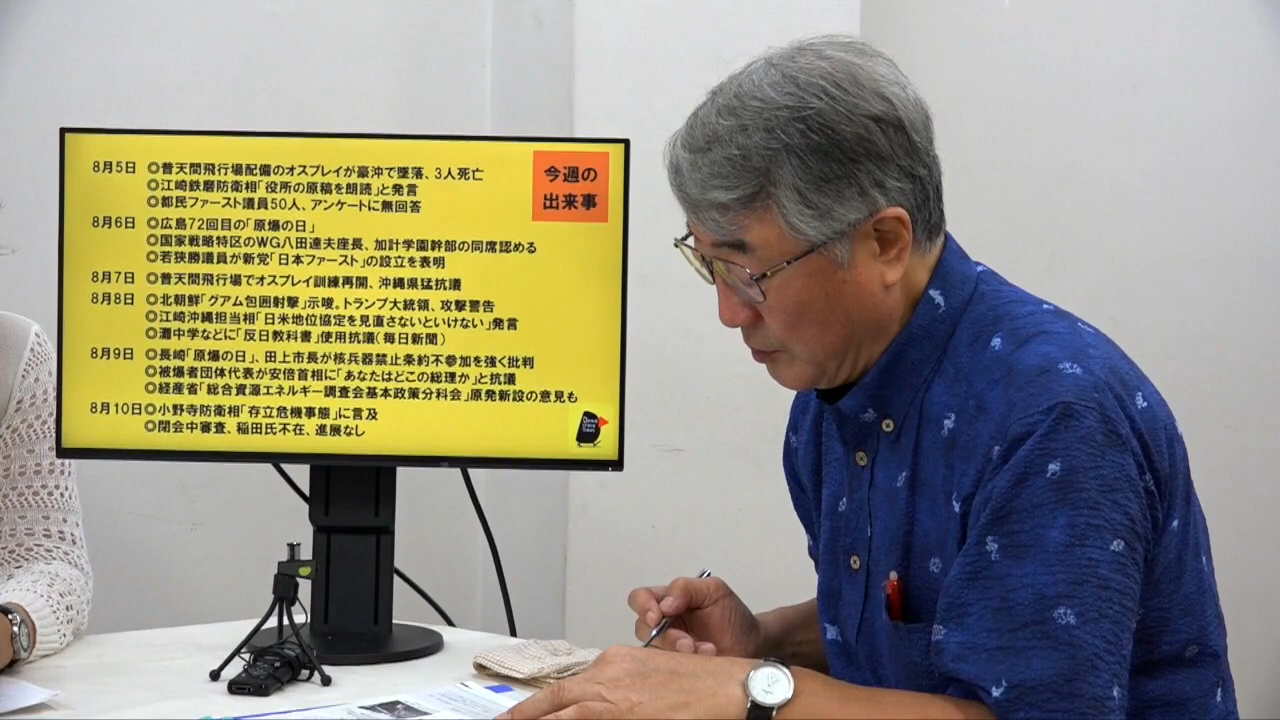 今週の
出来事
8月5日 ◎普天間飛行場配備のオスプレイが豪沖で墜落、3人死亡
◎江崎鉄磨防衛相「役所の原稿を朗読」と発言
◎都民ファースト議員50人、アンケートに無回答
8月6日 ◎広島72回目の「原爆の日」
◎国家戦略特区のWG八田達夫座長、加計学園幹部の同席認める
◎若狭勝議員が新党「日本ファースト」の設立を表明
8月7日 ◎普天間飛行場でオスプレイ訓練再開、沖縄県猛抗議
8月8日 ◎北朝鮮「グアム包囲射撃」示唆。トランプ大統領、攻撃警告
◎江崎沖縄担当相「日米地位協定を見直さないといけない」発言
◎灘中学などに「反日教科書」使用抗議(毎日新聞)
8月9日 ◎長崎「原爆の日」、田上市長が核兵器禁止条約不参加を強く批判
◎被爆者団体代表が安倍首相に「あなたはどこの総理か」と抗議
◎経産省「総合資源エネルギー調査会基本政策分科会」原発新設の意見も
8月10日◎小野寺防衛相「存立危機事態」に言及
◎閉会中審査、稲田氏不在、進展なし